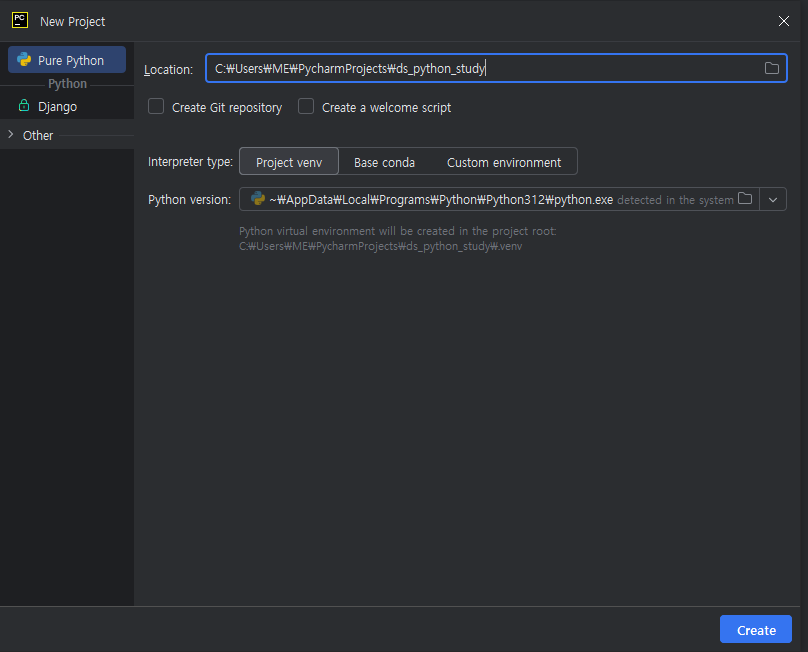 PC New Project
Pure Python
Python
Django
Other
Location: C:₩Users₩ME₩PycharmProjects₩ds_python_study
Create Git repository Create a welcome script
Interpreter type: Project venv Base conda Custom environment
Python version: ~₩AppData₩Local₩Programs₩Python₩Python312₩python.exe detected in the system
Python virtual environment will be created in the project root:
C:₩Users₩ME₩PycharmProjects₩ds_python_study₩.venv
Create